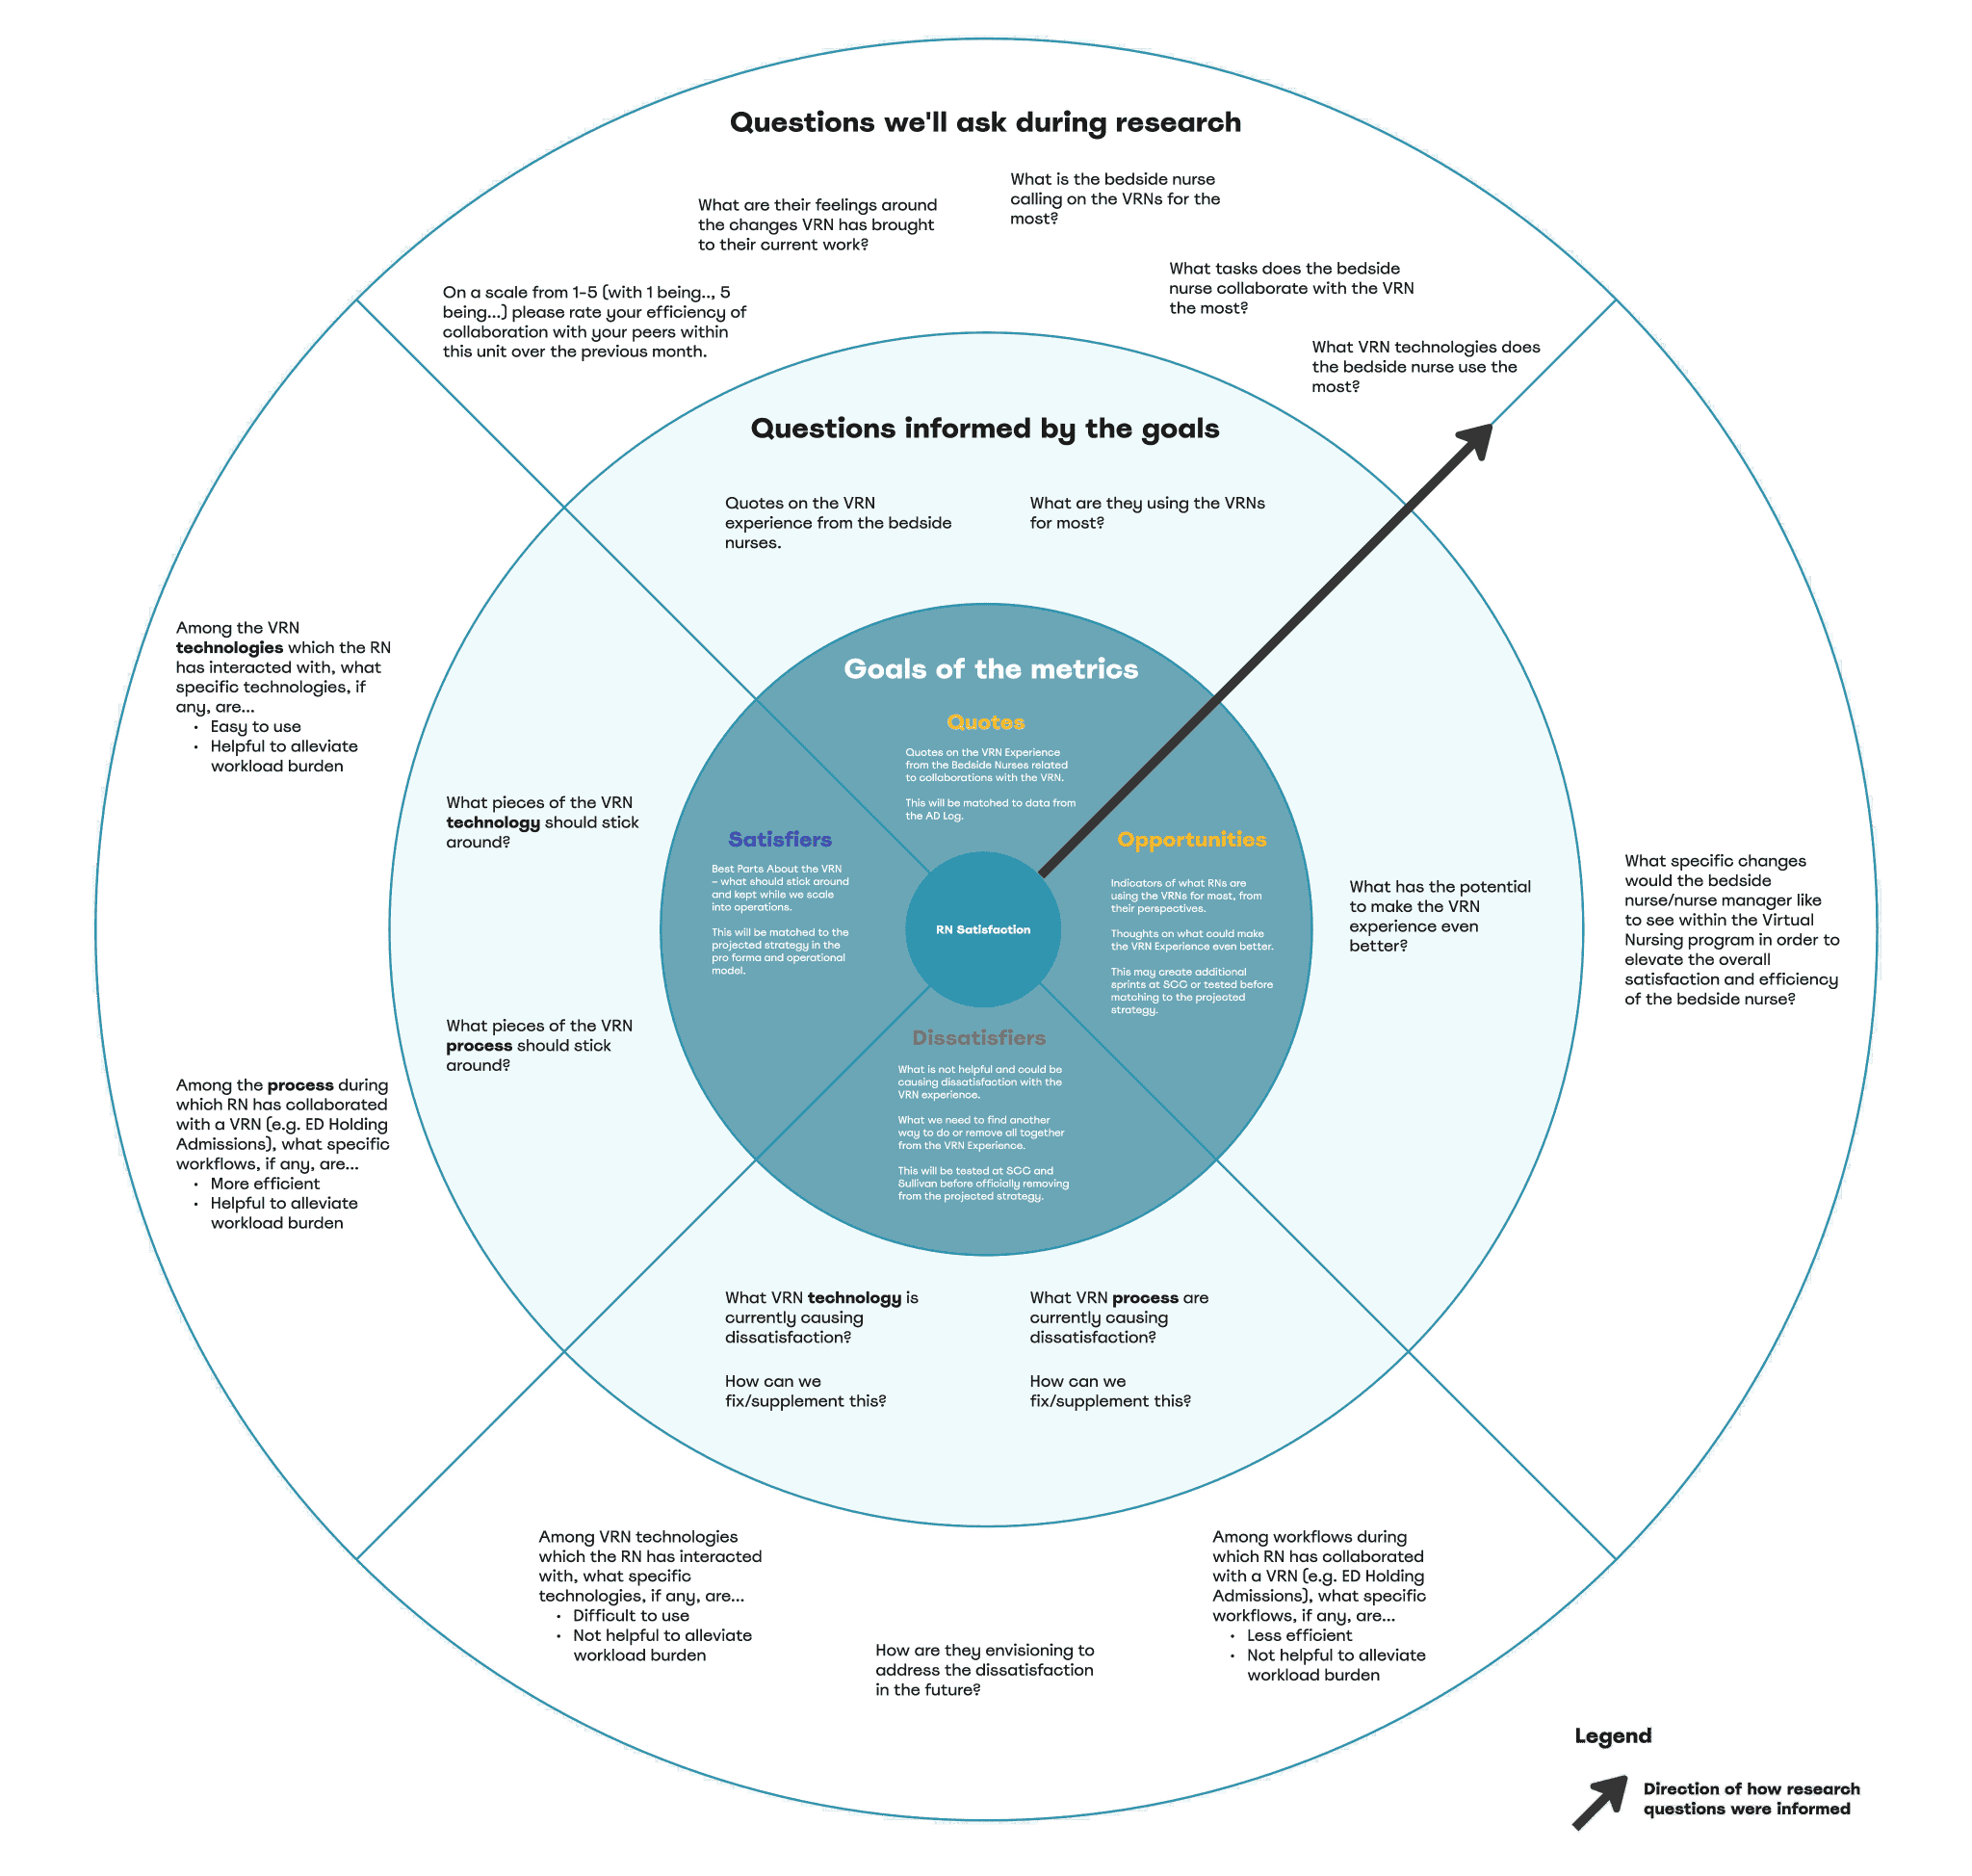 Questions we'll ask during research
What is the bedside nurse
calling on the VRNs for the
most?
What are their feelings around
the changes VRN has brought
to their current work?
What tasks does the bedside
nurse collaborate with the VRN
the most?
On a scale from 1-5 (with 1 being.., 5
being...) please rate your efficiency of
collaboration with your peers within
this unit over the previous month.
What VRN technologies does
the bedside nurse use the
most?
Questions informed by the goals
Quotes on the VRN
experience from the bedside
nurses.
What are they using the VRNs
for most?
Among the VRN
technologies which the RN
has interacted with, what
specific technologies, if
any, are...
• Easy to use
• Helpful to alleviate
workload burden
Goals of the metrics
Quotes
Quotes on the VRN Experience
from the Bedside Nurses related
to collaborations with the VRN.
This will be matched to data from
the AD Log.
What pieces of the VRN
technology should stick
around?
Satisfiers
Best Parts About the VRN
– what should stick around
and kept while we scale
into operations.
This will be matched to the
projected strategy in the
pro forma and operational
model.
RN Satisfaction
Opportunities
Indicators of what RNs are
using the VRNs for most, from
their perspectives.
Thoughts on what could make
the VRN Experience even better.
This may create additional
sprints at SCC or tested before
matching to the projected
strategy.
What has the potential
to make the VRN
experience even
better?
What specific changes
would the bedside
nurse/nurse manager like
to see within the Virtual
Nursing program in order to
elevate the overall
satisfaction and efficiency
of the bedside nurse?
What pieces of the VRN
process should stick
around?
Dissatisfiers
What is not helpful and could be
causing dissatisfaction with the
VRN experience.
What we need to find another
way to do or remove all together
from the VRN Experience.
This will be tested at SCC and
Sullivan before officially removing
from the projected strategy.
Among the process during
which RN has collaborated
with a VRN (e.g. ED Holding
Admissions), what specific
workflows, if any, are...
• More efficient
• Helpful to alleviate
workload burden
What VRN technology is
currently causing
dissatisfaction?
How can we
fix/supplement this?
What VRN process are
currently causing
dissatisfaction?
How can we
fix/supplement this?
Among VRN technologies
which the RN has interacted
with, what specific
technologies, if any, are...
• Difficult to use
• Not helpful to alleviate
workload burden
How are they envisioning to
address the dissatisfaction
in the future?
Among workflows during
which RN has collaborated
with a VRN (e.g. ED Holding
Admissions), what specific
workflows, if any, are...
• Less efficient
• Not helpful to alleviate
workload burden
Legend
Direction of how research
questions were informed